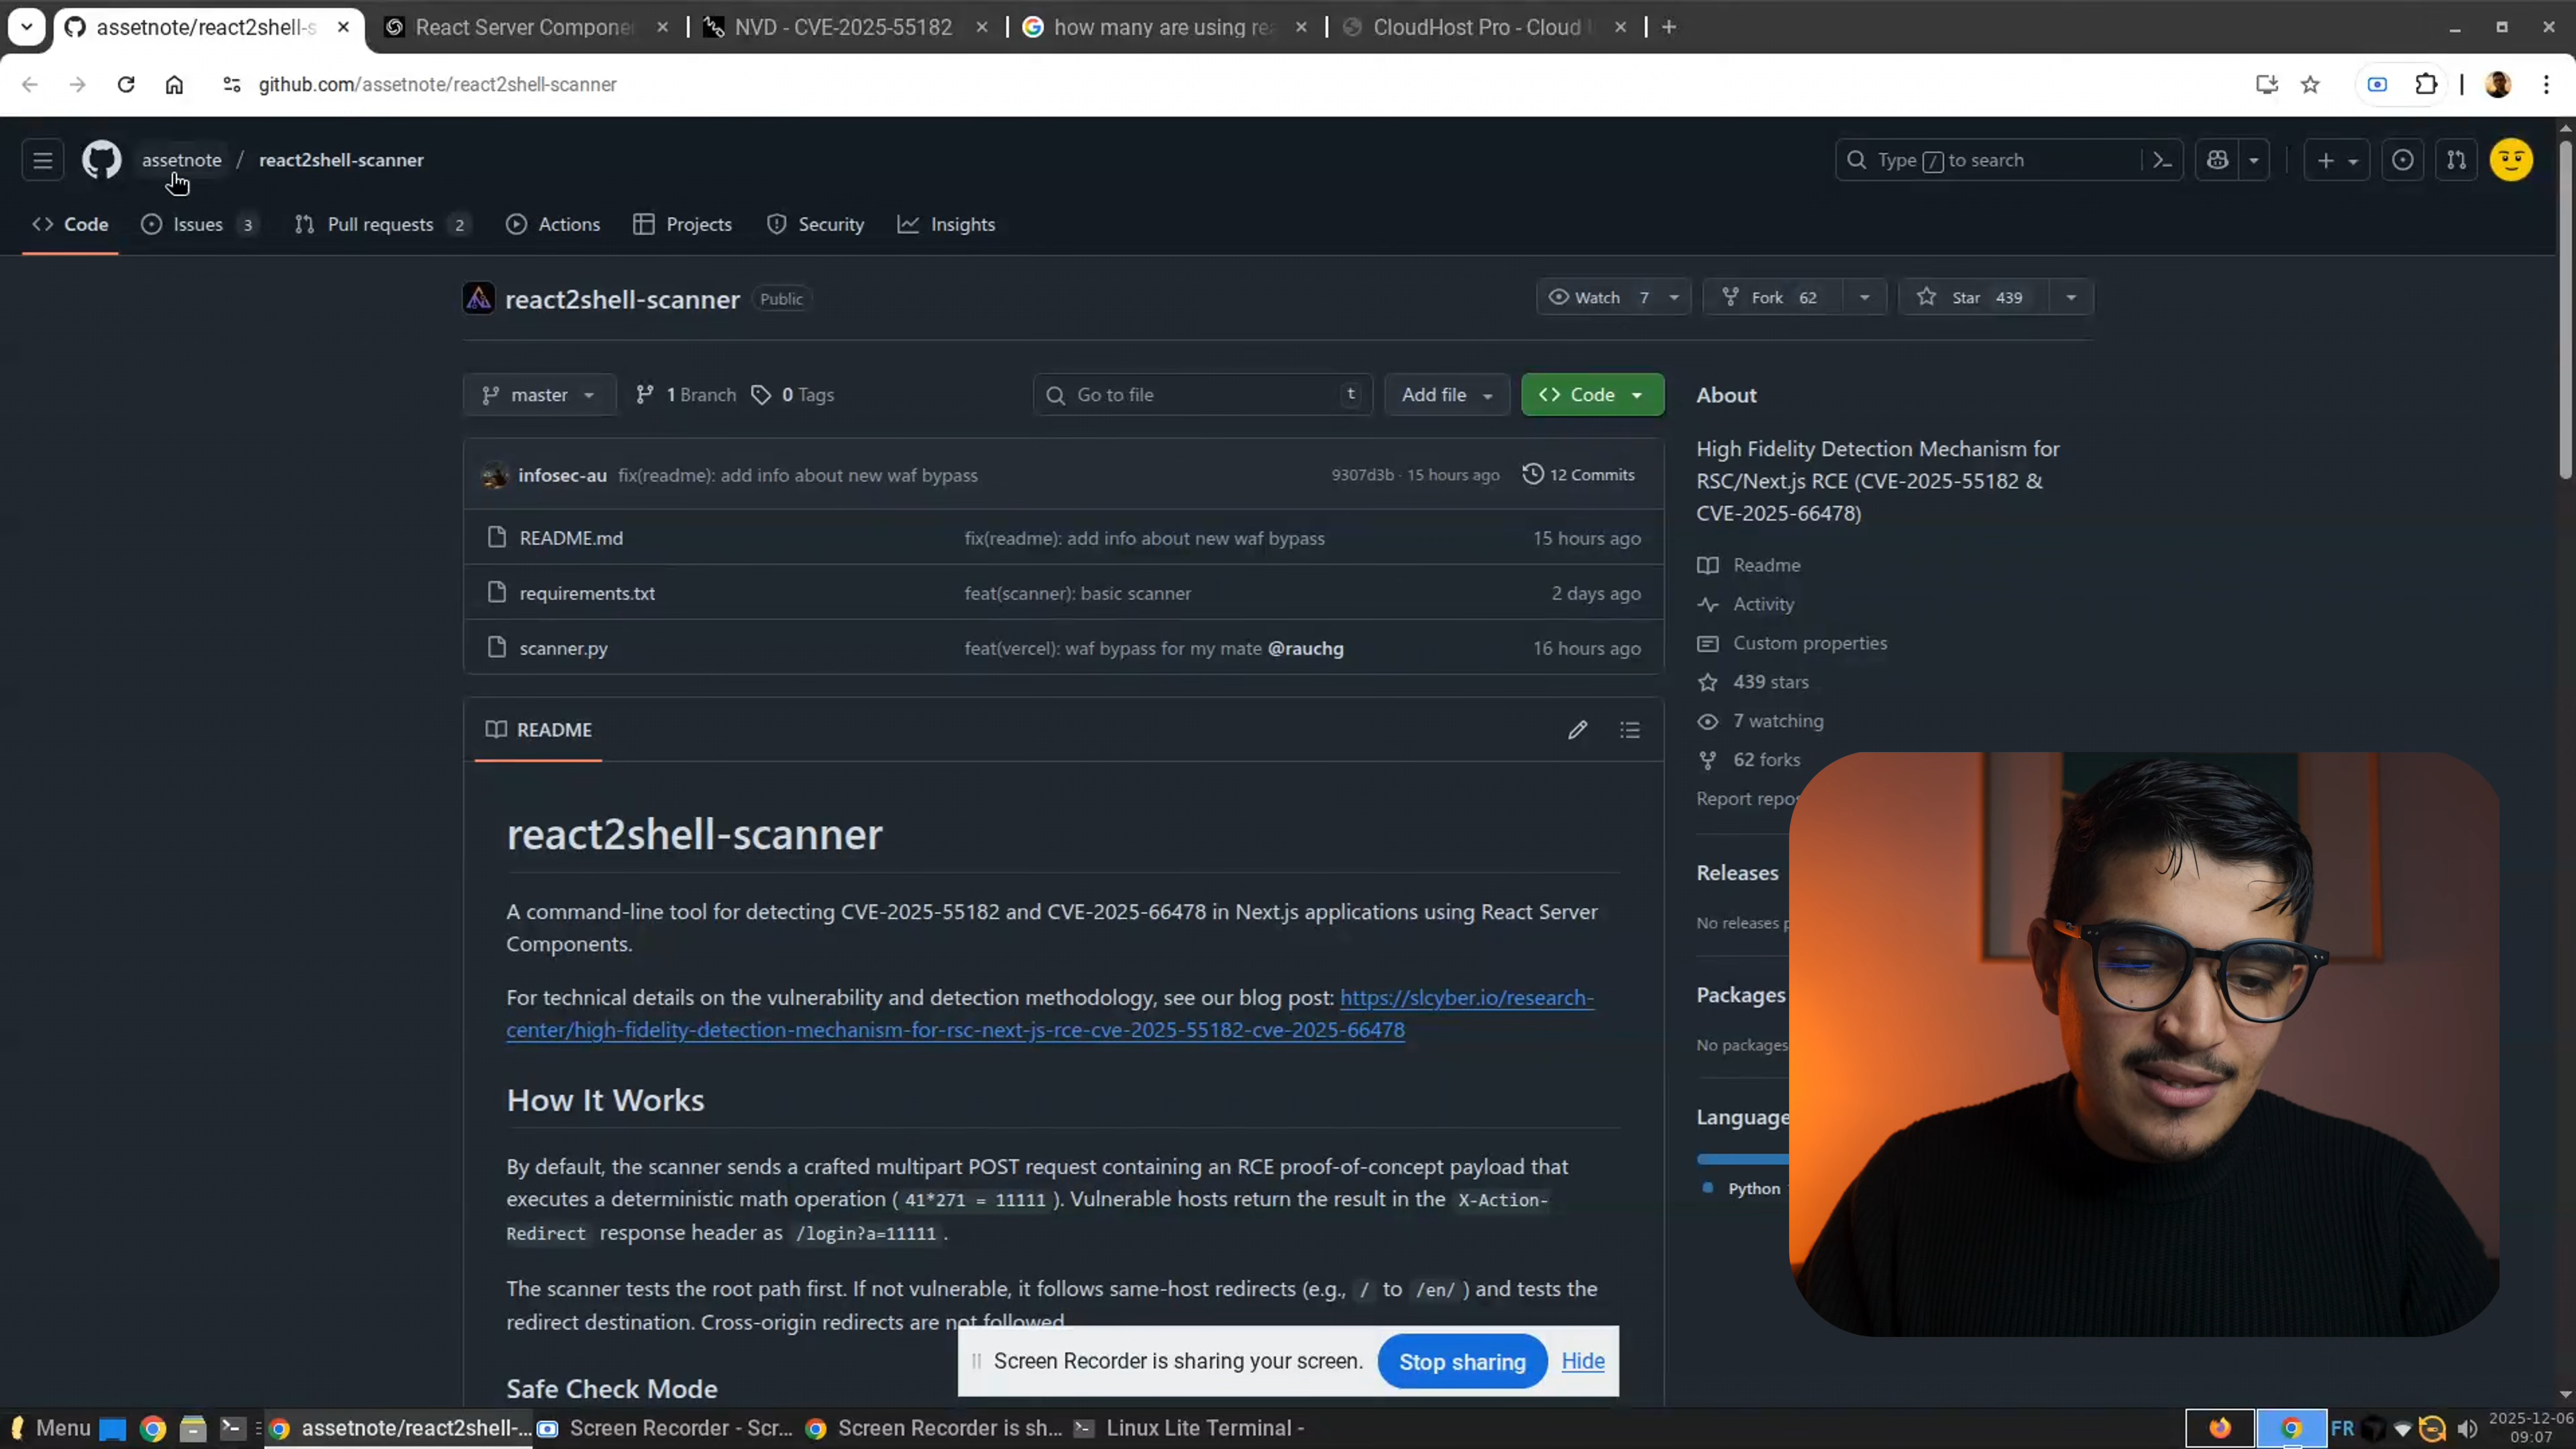 assetnote/react2shell-s
React Server Compone
NVD - CVE-2025-55182
how many are using rea
CloudHost Pro - Cloud
github.com/assetnote/react2shell-scanner
assetnote / react2shell-scanner
Type / to search
Code
Issues 3
Pull requests 2
Actions
Projects
Security
Insights
react2shell-scanner Public
Watch 7
Fork 62
Star 439
master
1 Branch
0 Tags
Go to file t
Add file
Code
infosec-au fix(readme): add info about new waf bypass 9307d3b · 15 hours ago 12 Commits
README.md fix(readme): add info about new waf bypass 15 hours ago
requirements.txt feat(scanner): basic scanner 2 days ago
scanner.py feat(vercel): waf bypass for my mate @rauchg 16 hours ago
README
react2shell-scanner
A command-line tool for detecting CVE-2025-55182 and CVE-2025-66478 in Next.js applications using React Server
Components.
For technical details on the vulnerability and detection methodology, see our blog post: https://slcyber.io/research-
center/high-fidelity-detection-mechanism-for-rsc-next-js-rce-cve-2025-55182-cve-2025-66478
How It Works
By default, the scanner sends a crafted multipart POST request containing an RCE proof-of-concept payload that
executes a deterministic math operation ( 41*271 = 11111 ). Vulnerable hosts return the result in the X-Action-
Redirect response header as /login?a=11111 .
The scanner tests the root path first. If not vulnerable, it follows same-host redirects (e.g., / to /en/ ) and tests the
redirect destination. Cross-origin redirects are not followed.
Safe Check Mode
About
High Fidelity Detection Mechanism for
RSC/Next.js RCE (CVE-2025-55182 &
CVE-2025-66478)
Readme
Activity
Custom properties
439 stars
7 watching
62 forks
Report repos
Releases
No releases p
Packages
No packages
Language
Python
Screen Recorder is sharing your screen.
Stop sharing
Hide
Menu
assetnote/react2shell-...
Screen Recorder - Scr...
Screen Recorder is sh...
Linux Lite Terminal -
FR
2025-12-06
09:07